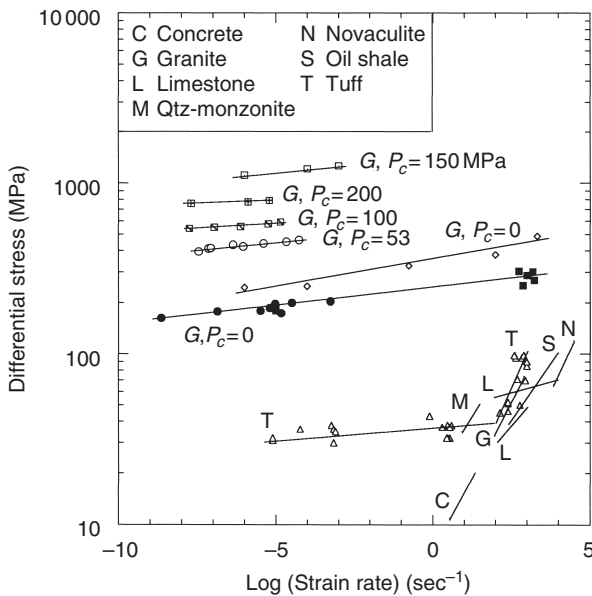 10 000
C Concrete N Novaculite
G Granite S Oil shale
L Limestone T Tuff
M Qtz-monzonite
G, Pc = 150 MPa
1000
G, Pc = 200
G, Pc = 100
G, Pc = 0
G, Pc = 53
Differential stress (MPa)
G, Pc = 0
T
N
S
100
L
M
T
G
L
C
10
−10 −5 0 5
Log (Strain rate) (sec⁻¹)